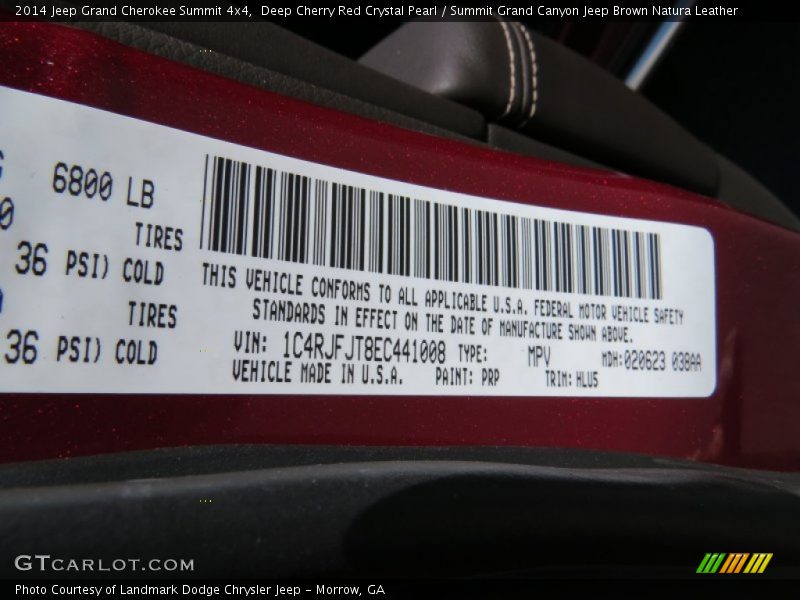 2014 Jeep Grand Cherokee Summit 4x4, Deep Cherry Red Crystal Pearl / Summit Grand Canyon Jeep Brown Natura Leather
6800 LB
TIRES
36 PSI) COLD
TIRES
36 PSI) COLD
THIS VEHICLE CONFORMS TO ALL APPLICABLE U.S.A. FEDERAL MOTOR VEHICLE SAFETY
STANDARDS IN EFFECT ON THE DATE OF MANUFACTURE SHOWN ABOVE.
VIN: 1C4RJFJT8EC441008 TYPE: MPV MDH:020623 038AA
VEHICLE MADE IN U.S.A. PAINT: PRP TRIM: HLU5
GTCARLOT.COM
Photo Courtesy of Landmark Dodge Chrysler Jeep - Morrow, GA